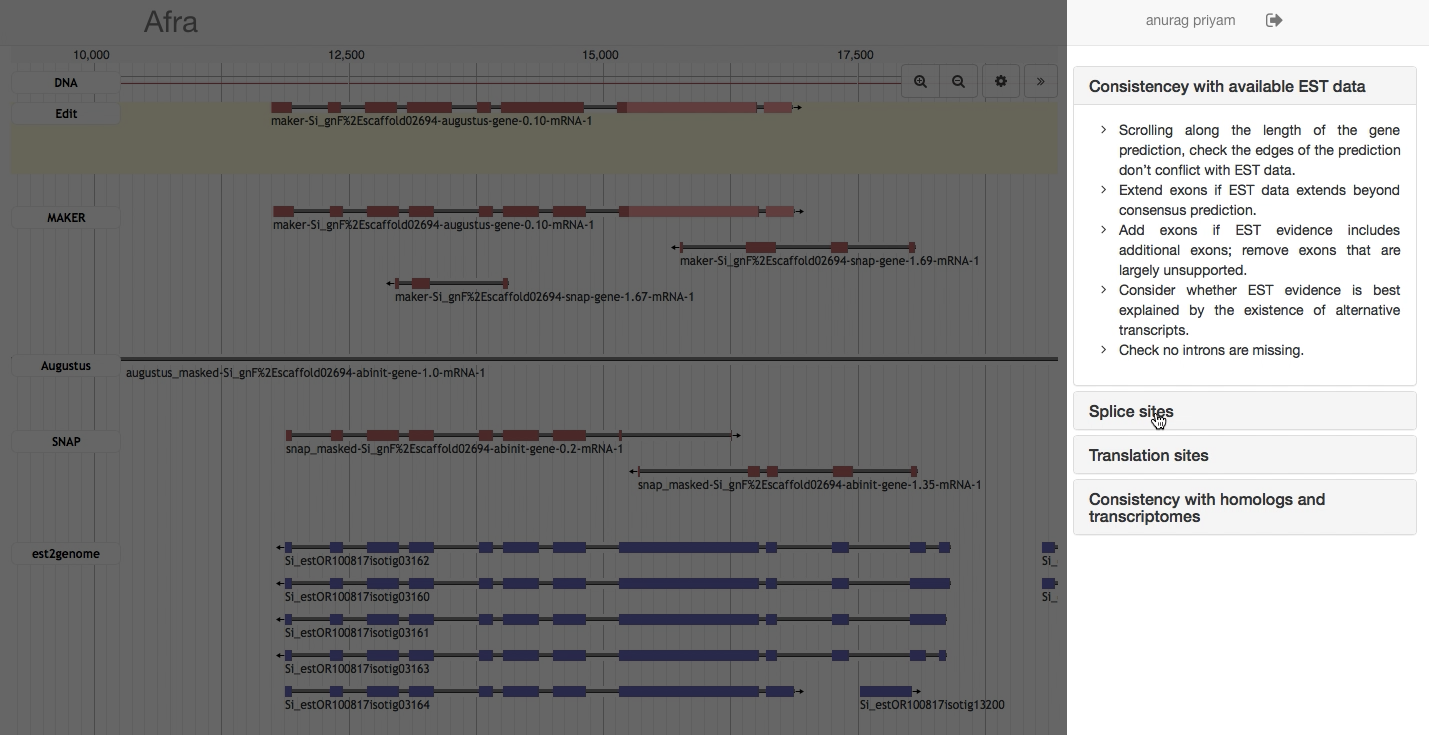 Afra
anurag priyam
10,000
12,500
15,000
17,500
DNA
Edit
maker-Si_gnF%2Escaffold02694-augustus-gene-0.10-mRNA-1
MAKER
maker-Si_gnF%2Escaffold02694-augustus-gene-0.10-mRNA-1
maker-Si_gnF%2Escaffold02694-snap-gene-1.69-mRNA-1
maker-Si_gnF%2Escaffold02694-snap-gene-1.67-mRNA-1
Augustus
augustus_masked-Si_gnF%2Escaffold02694-abinit-gene-1.0-mRNA-1
SNAP
snap_masked-Si_gnF%2Escaffold02694-abinit-gene-0.2-mRNA-1
snap_masked-Si_gnF%2Escaffold02694-abinit-gene-1.35-mRNA-1
est2genome
Si_estOR100817isotig03162
Si_
Si_estOR100817isotig03160
Si_
Si_estOR100817isotig03161
Si_estOR100817isotig03163
Si_estOR100817isotig03164
Si_estOR100817isotig13200
Consistencey with available EST data
Scrolling along the length of the gene
prediction, check the edges of the prediction
don't conflict with EST data.
Extend exons if EST data extends beyond
consensus prediction.
Add exons if EST evidence includes
additional exons; remove exons that are
largely unsupported.
Consider whether EST evidence is best
explained by the existence of alternative
transcripts.
Check no introns are missing.
Splice sites
Translation sites
Consistency with homologs and
transcriptomes